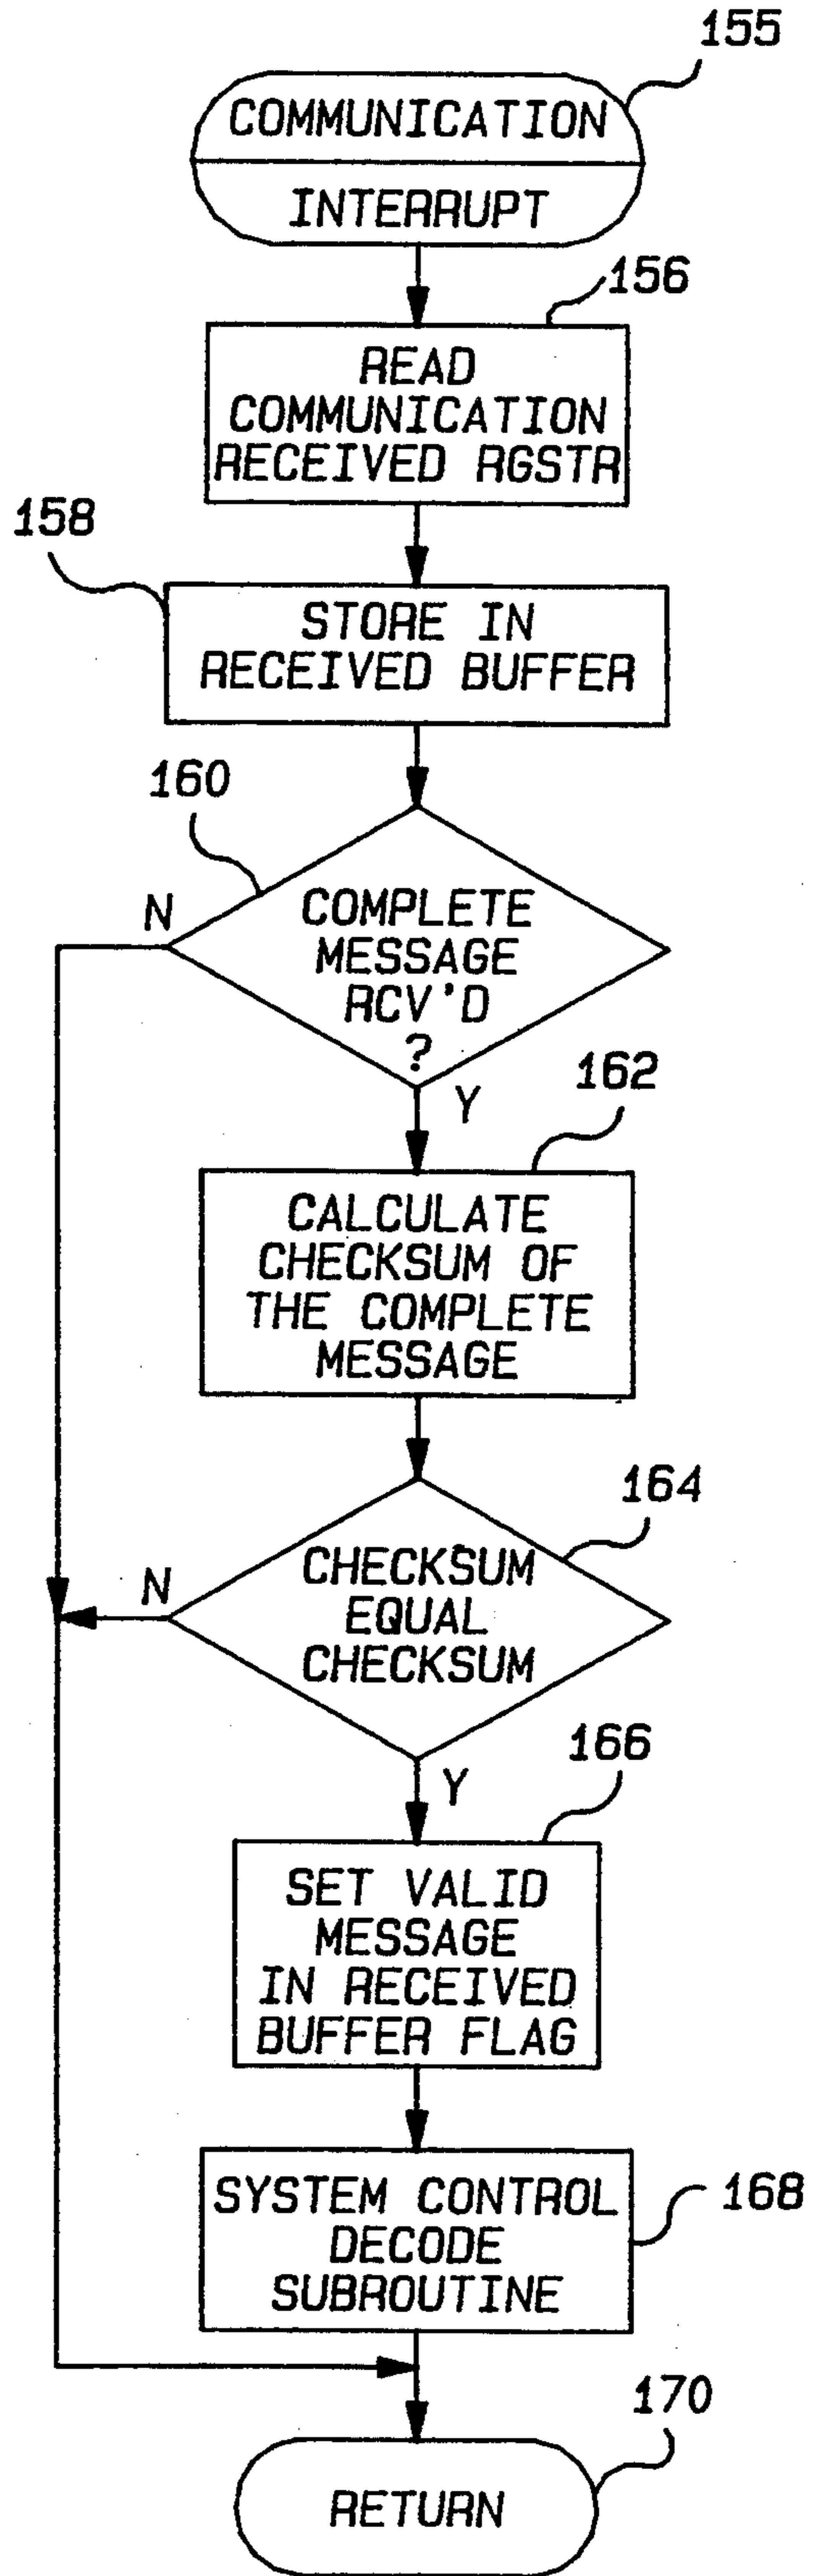 155
COMMUNICATION
INTERRUPT
156
READ
COMMUNICATION
RECEIVED RGSTR
158
STORE IN
RECEIVED BUFFER
160
N
COMPLETE
MESSAGE
RCV'D
?
Y
162
CALCULATE
CHECKSUM OF
THE COMPLETE
MESSAGE
164
N
CHECKSUM
EQUAL
CHECKSUM
Y
166
SET VALID
MESSAGE
IN RECEIVED
BUFFER FLAG
168
SYSTEM CONTROL
DECODE
SUBROUTINE
170
RETURN